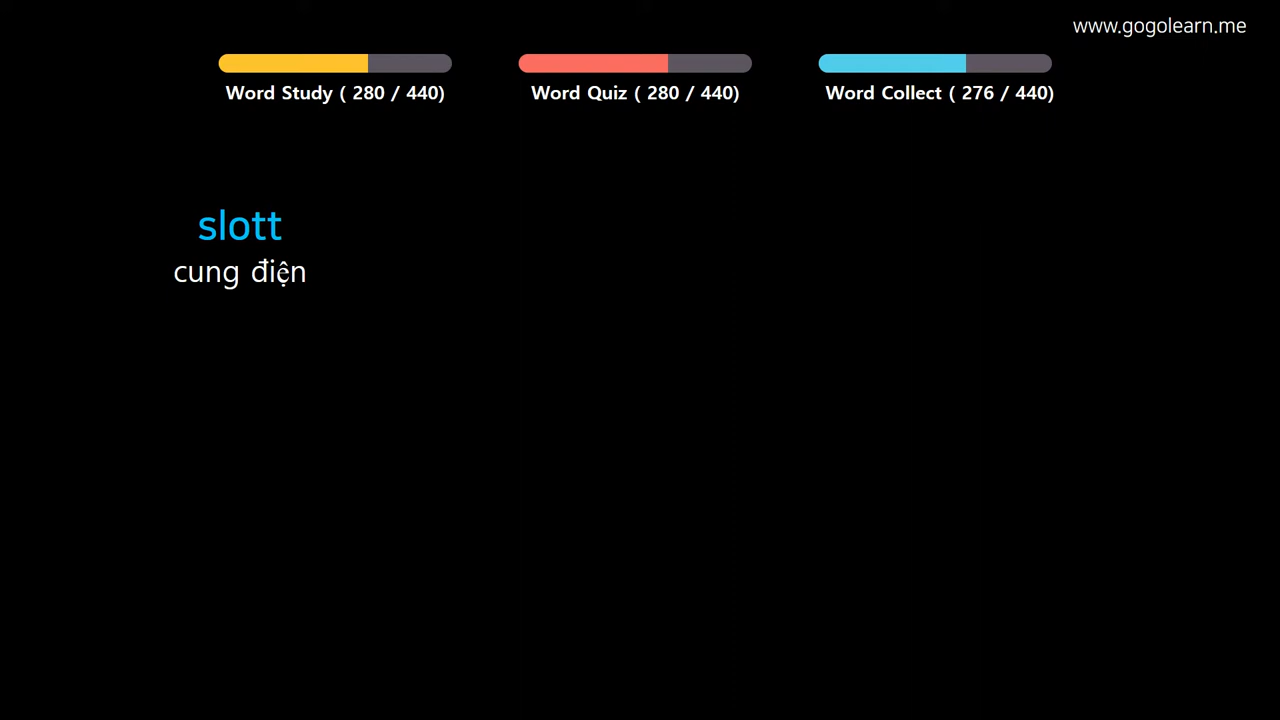 www.gogolearn.me
Word Study ( 280 / 440)
Word Quiz ( 280 / 440)
Word Collect ( 276 / 440)
slott
cung điện